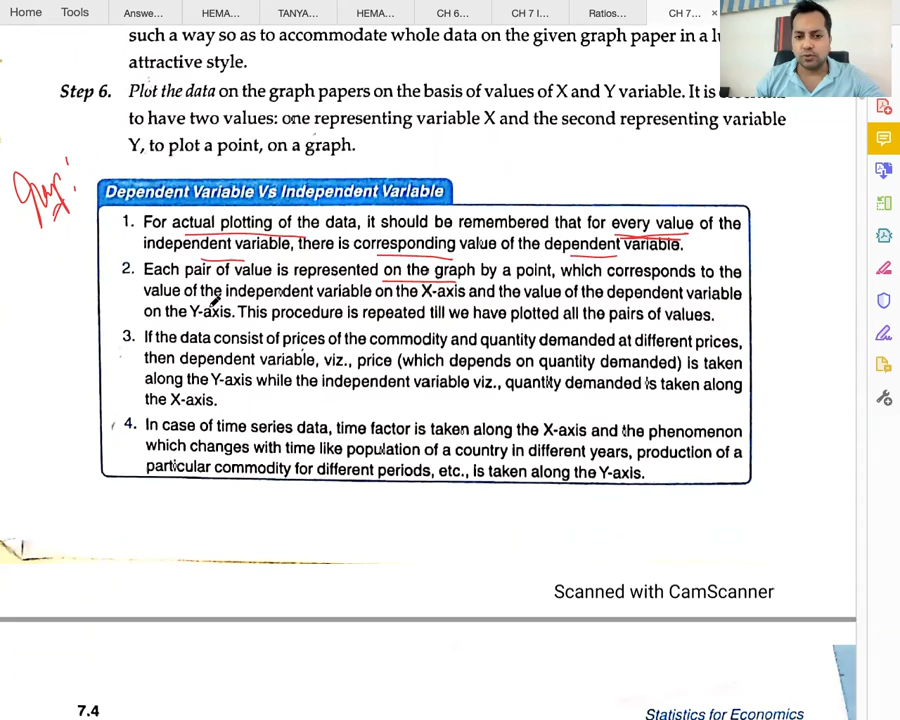 Home Tools Answe... HEMA... TANYA... HEMA... CH 6... CH 7 I... Ratios... CH 7... ×
such a way so as to accommodate whole data on the given graph paper in a
attractive style.
Step 6. Plot the data on the graph papers on the basis of values of X and Y variable. It is
to have two values: one representing variable X and the second representing variable
Y, to plot a point, on a graph.
Dependent Variable Vs Independent Variable
1. For actual plotting of the data, it should be remembered that for every value of the
independent variable, there is corresponding value of the dependent variable.
2. Each pair of value is represented on the graph by a point, which corresponds to the
value of the independent variable on the X-axis and the value of the dependent variable
on the Y-axis. This procedure is repeated till we have plotted all the pairs of values.
3. If the data consist of prices of the commodity and quantity demanded at different prices,
then dependent variable, viz., price (which depends on quantity demanded) is taken
along the Y-axis while the independent variable viz., quantity demanded is taken along
the X-axis.
4. In case of time series data, time factor is taken along the X-axis and the phenomenon
which changes with time like population of a country in different years, production of a
particular commodity for different periods, etc., is taken along the Y-axis.
Scanned with CamScanner
7.4 Statistics for Economics